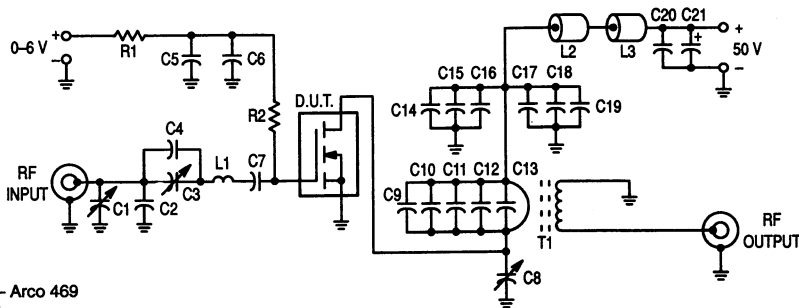 C20 C21
+
0–6 V
–
R1
C5
C6
L2
L3
+
+
50 V
–
C15 C16
C17 C18
C14
C19
R2
D.U.T.
C4
L1
C7
RF
INPUT
C1
C2
C3
C10 C11 C12 C13
C9
T1
C8
RF
OUTPUT
– Arco 469